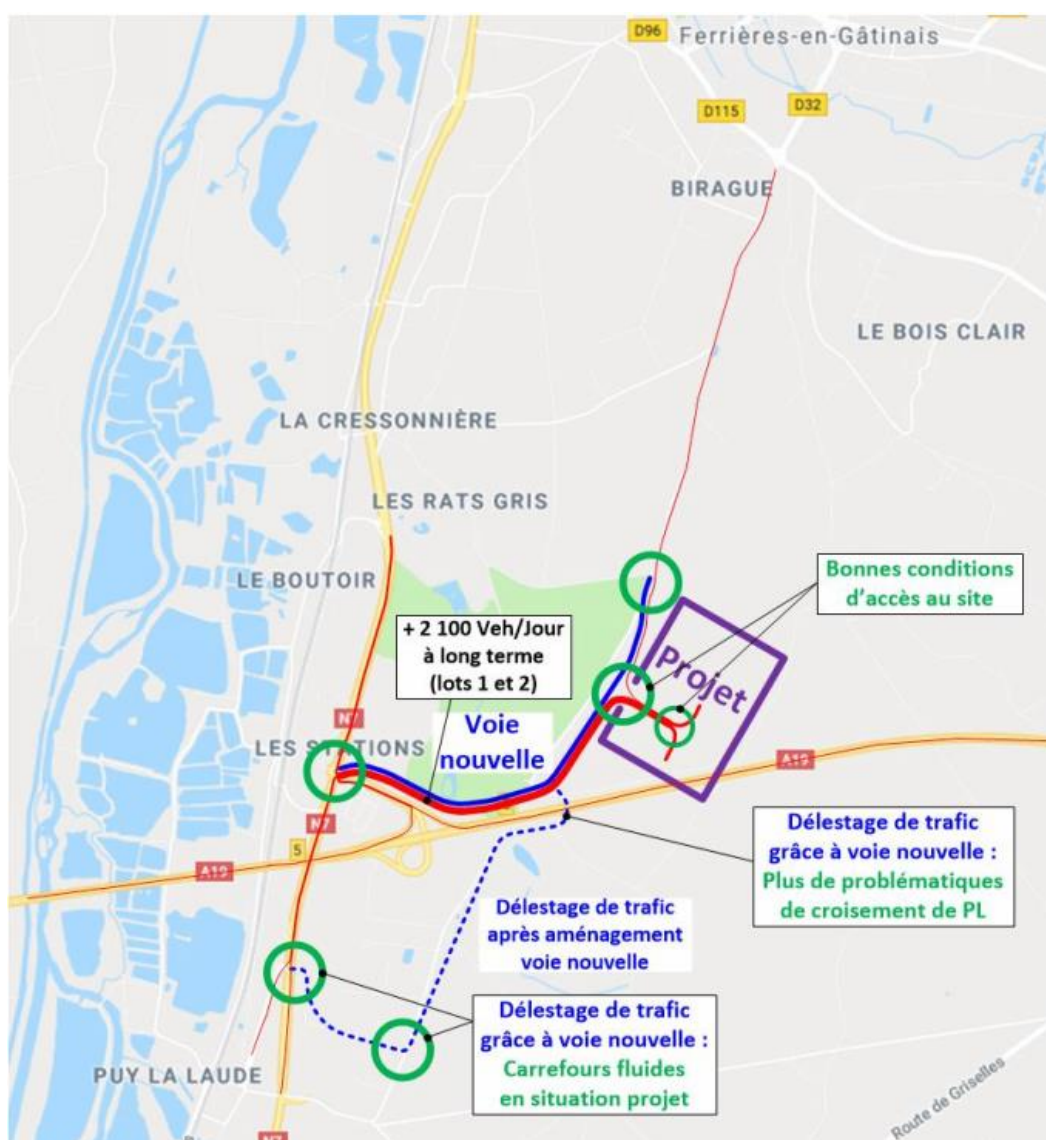 D96
Ferrières-en-Gâtinais
D32
D115
BIRAGUE
LE BOIS CLAIR
LA CRESSONNIÈRE
LES RATS GRIS
LE BOUTOIR
Bonnes conditions
d'accès au site
+ 2 100 Veh/Jour
à long terme
(lots 1 et 2)
Projet
N7
Voie
nouvelle
LES STATIONS
A19
N7
5
A19
Délestage de trafic
grâce à voie nouvelle :
Plus de problématiques
de croisement de PL
Délestage de trafic
après aménagement
voie nouvelle
Délestage de trafic
grâce à voie nouvelle :
Carrefours fluides
en situation projet
PUY LA LAUDE
Route de Griselles
N7